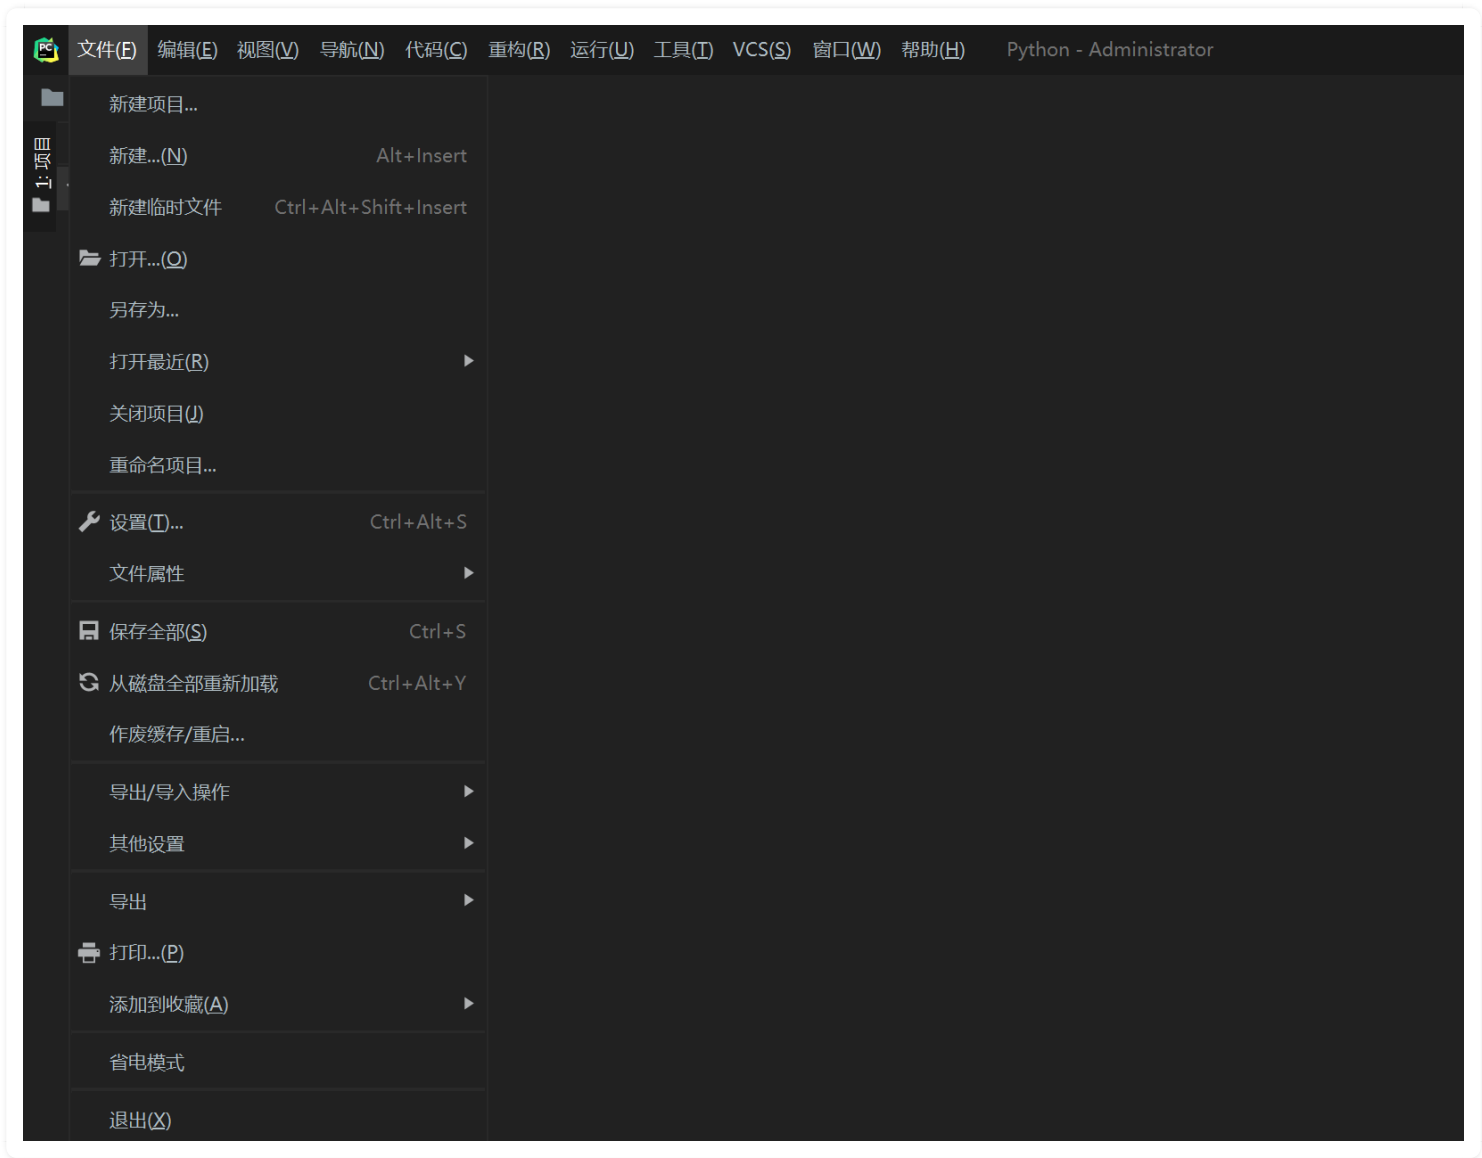 PC 文件(F) 编辑(E) 视图(V) 导航(N) 代码(C) 重构(R) 运行(U) 工具(T) VCS(S) 窗口(W) 帮助(H) Python - Administrator
1: 项目
新建项目...
新建...(N) Alt+Insert
新建临时文件 Ctrl+Alt+Shift+Insert
打开...(O)
另存为...
打开最近(R)
关闭项目(J)
重命名项目...
设置(T)... Ctrl+Alt+S
文件属性
保存全部(S) Ctrl+S
从磁盘全部重新加载 Ctrl+Alt+Y
作废缓存/重启...
导出/导入操作
其他设置
导出
打印...(P)
添加到收藏(A)
省电模式
退出(X)